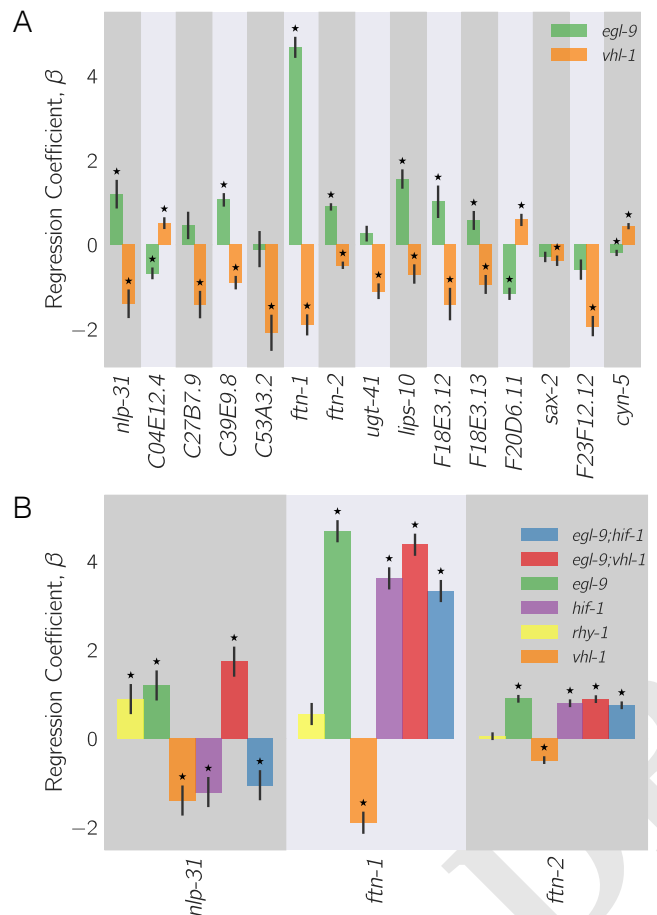 A
egl-9
vhl-1
Regression Coefficient, β
4
2
0
−2
nlp-31
C04E12.4
C27B7.9
C39E9.8
C53A3.2
ftn-1
ftn-2
ugt-41
lips-10
F18E3.12
F18E3.13
F20D6.11
sax-2
F23F12.12
cyn-5
B
egl-9;hif-1
egl-9;vhl-1
egl-9
hif-1
rhy-1
vhl-1
Regression Coefficient, β
4
2
0
−2
nlp-31
ftn-1
ftn-2